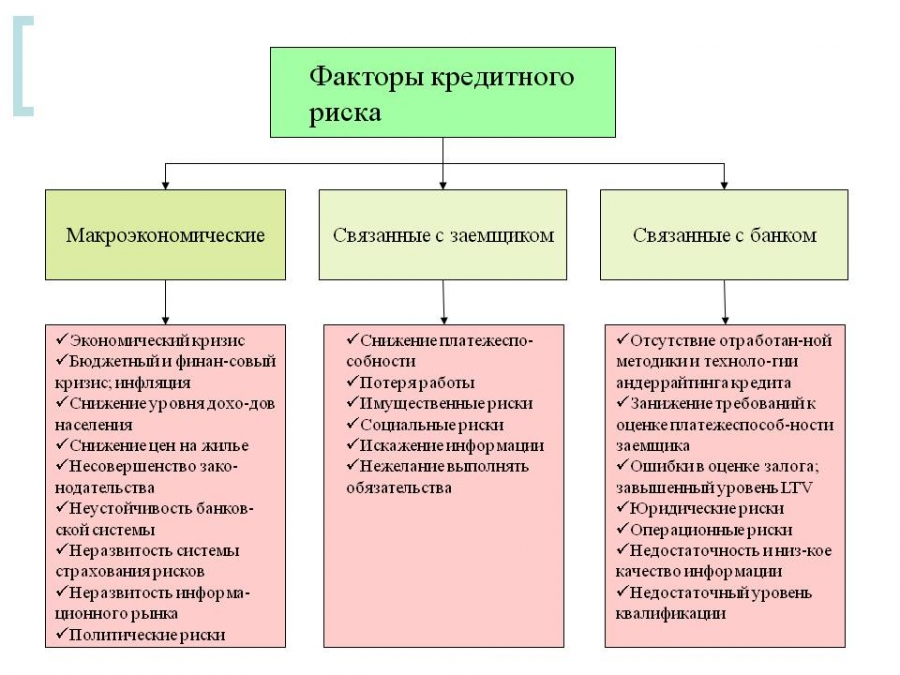 Факторы кредитного
риска
Макроэкономические
Связанные с заемщиком
Связанные с банком
✓Экономический кризис
✓Бюджетный и финан-совый
кризис; инфляция
✓Снижение уровня дохо-дов
населения
✓Снижение цен на жилье
✓Несовершенство зако-
нодательства
✓Неустойчивость банков-
ской системы
✓Неразвитость системы
страхования рисков
✓Неразвитость информа-
ционного рынка
✓Политические риски
✓Снижение платежеспо-
собности
✓Потеря работы
✓Имущественные риски
✓Социальные риски
✓Искажение информации
✓Нежелание выполнять
обязательства
✓Отсутствие отработан-ной
методики и техноло-гии
андеррайтинга кредита
✓Занижение требований к
оценке платежеспособ-ности
заемщика
✓Ошибки в оценке залога;
завышенный уровень LTV
✓Юридические риски
✓Операционные риски
✓Недостаточность и низ-кое
качество информации
✓Недостаточный уровень
квалификации